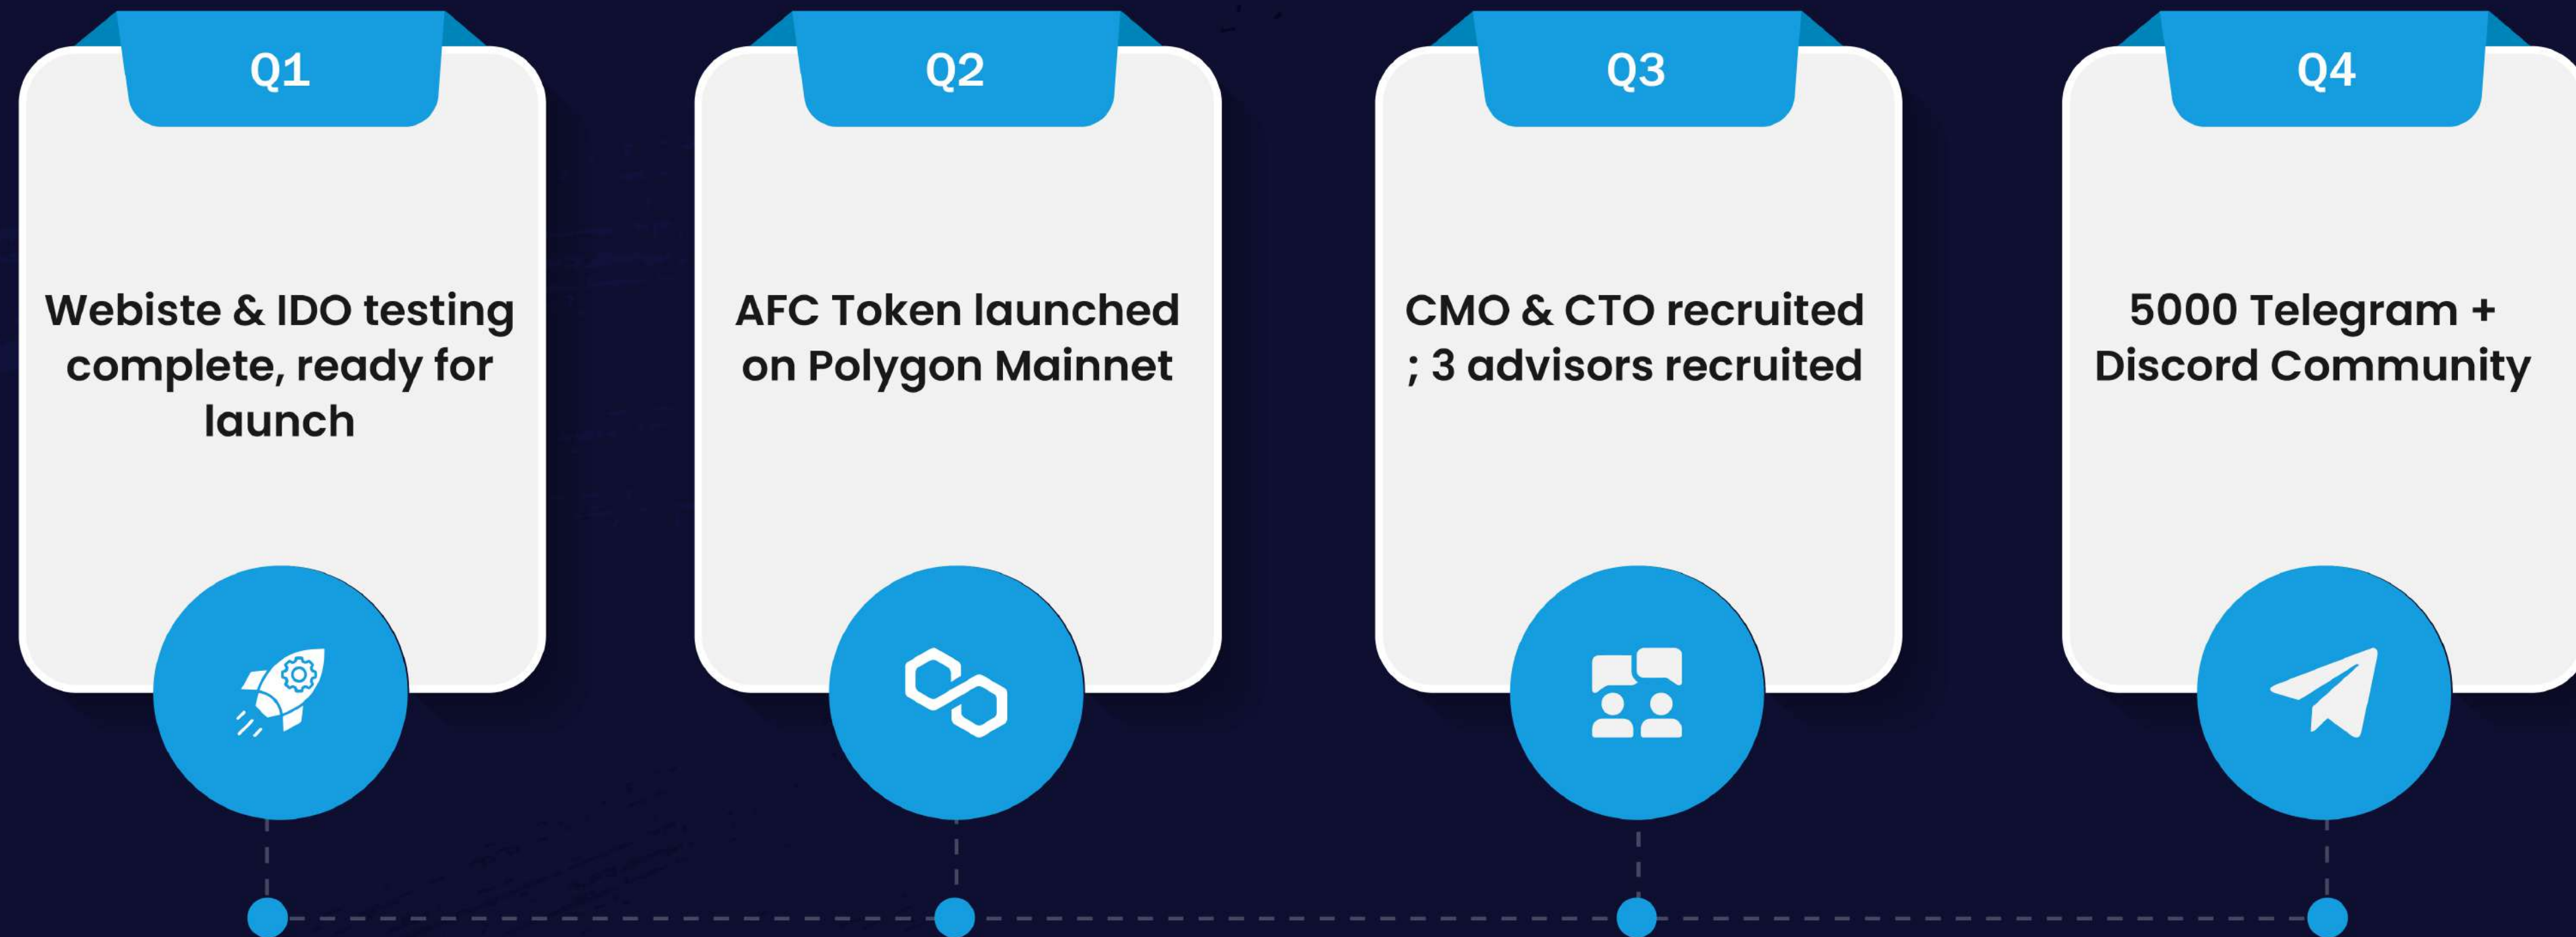 Q1
Webiste & IDO testing
complete, ready for
launch
Q2
AFC Token launched
on Polygon Mainnet
Q3
CMO & CTO recruited
; 3 advisors recruited
Q4
5000 Telegram +
Discord Community